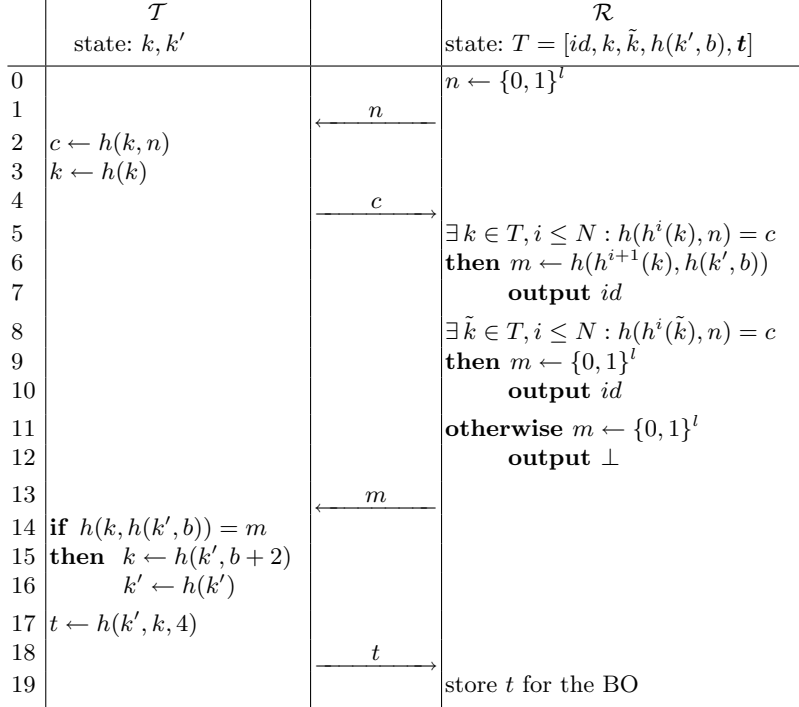 𝒯 ℛ
state: k, k′ state: T = [id, k, k̃, h(k′, b), t]
0 n ← {0, 1}^l
1 n
2 c ← h(k, n)
3 k ← h(k)
4 c
5 ∃ k ∈ T, i ≤ N : h(h^i(k), n) = c
6 then m ← h(h^{i+1}(k), h(k′, b))
7 output id
8 ∃ k̃ ∈ T, i ≤ N : h(h^i(k̃), n) = c
9 then m ← {0, 1}^l
10 output id
11 otherwise m ← {0, 1}^l
12 output ⊥
13 m
14 if h(k, h(k′, b)) = m
15 then k ← h(k′, b + 2)
16 k′ ← h(k′)
17 t ← h(k′, k, 4)
18 t
19 store t for the BO